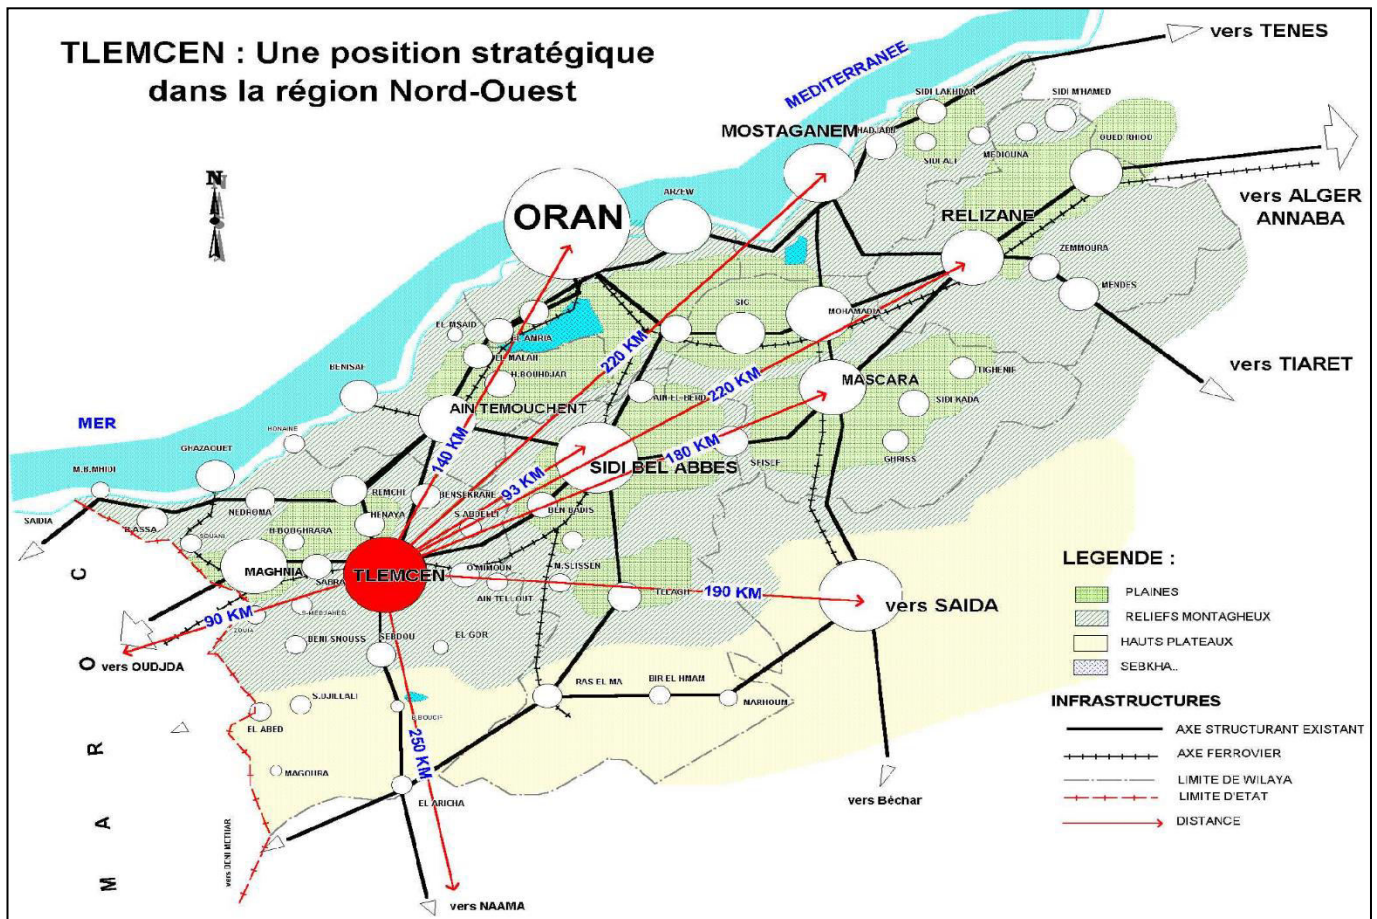 TLEMCEN : Une position stratégique
dans la région Nord-Ouest
N
MEDITERRANEE
MER
vers TENES
SIDI LAKHDAR
SIDI M'HAMED
MOSTAGANEM
HADJADJ
SIDI ALI
MEDIOUNA
OUED RHIOU
vers ALGER
ANNABA
ARZEW
ORAN
RELIZANE
ZEMMOURA
MENDES
SIG
MOHAMADIA
EL MSAID
EL AMRIA
EL MALAH
H.BOUHDJAR
220 KM
220 KM
vers TIARET
BENISAF
AIN TEMOUCHENT
AIN EL BERD
MASCARA
TIGHENIF
SIDI KADA
140 KM
180 KM
93 KM
GHRISS
HONAINE
GHAZAOUET
SIDI BEL ABBES
SFISEF
M.B.MHIDI
REMCHI
BENSEKRANE
NEDROMA
HENAYA
S.ABDELLI
BEN BADIS
SAIDIA
B.ASSA
SOUANI
B-BOUGHRARA
MAGHNIA
SABRA
TLEMCEN
O.MIMOUN
AIN TELLOUT
N.SLISSEN
TELAGH
190 KM
vers SAIDA
90 KM
ZOUIA
BENI SNOUSS
SEBDOU
EL GOR
vers OUDJDA
MAROC
S.DJILLALI
EL ABED
B.BOUCIF
RAS EL MA
BIR EL HMAM
MARHOUM
250 KM
MAGOURA
EL ARICHA
vers Béchar
vers NAAMA
LEGENDE :
PLAINES
RELIEFS MONTAGHEUX
HAUTS PLATEAUX
SEBKHA..
INFRASTRUCTURES
AXE STRUCTURANT EXISTANT
AXE FERROVIER
LIMITE DE WILAYA
LIMITE D'ETAT
DISTANCE